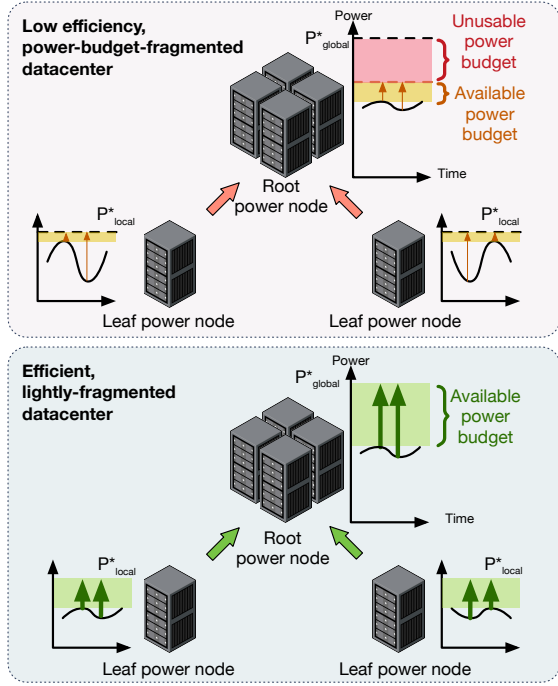 Low efficiency,
power-budget-fragmented
datacenter
Power
P*global
Unusable
power
budget
Available
power
budget
Time
Root
power node
P*local
P*local
Leaf power node
Leaf power node
Efficient,
lightly-fragmented
datacenter
Power
P*global
Available
power
budget
Time
Root
power node
P*local
P*local
Leaf power node
Leaf power node